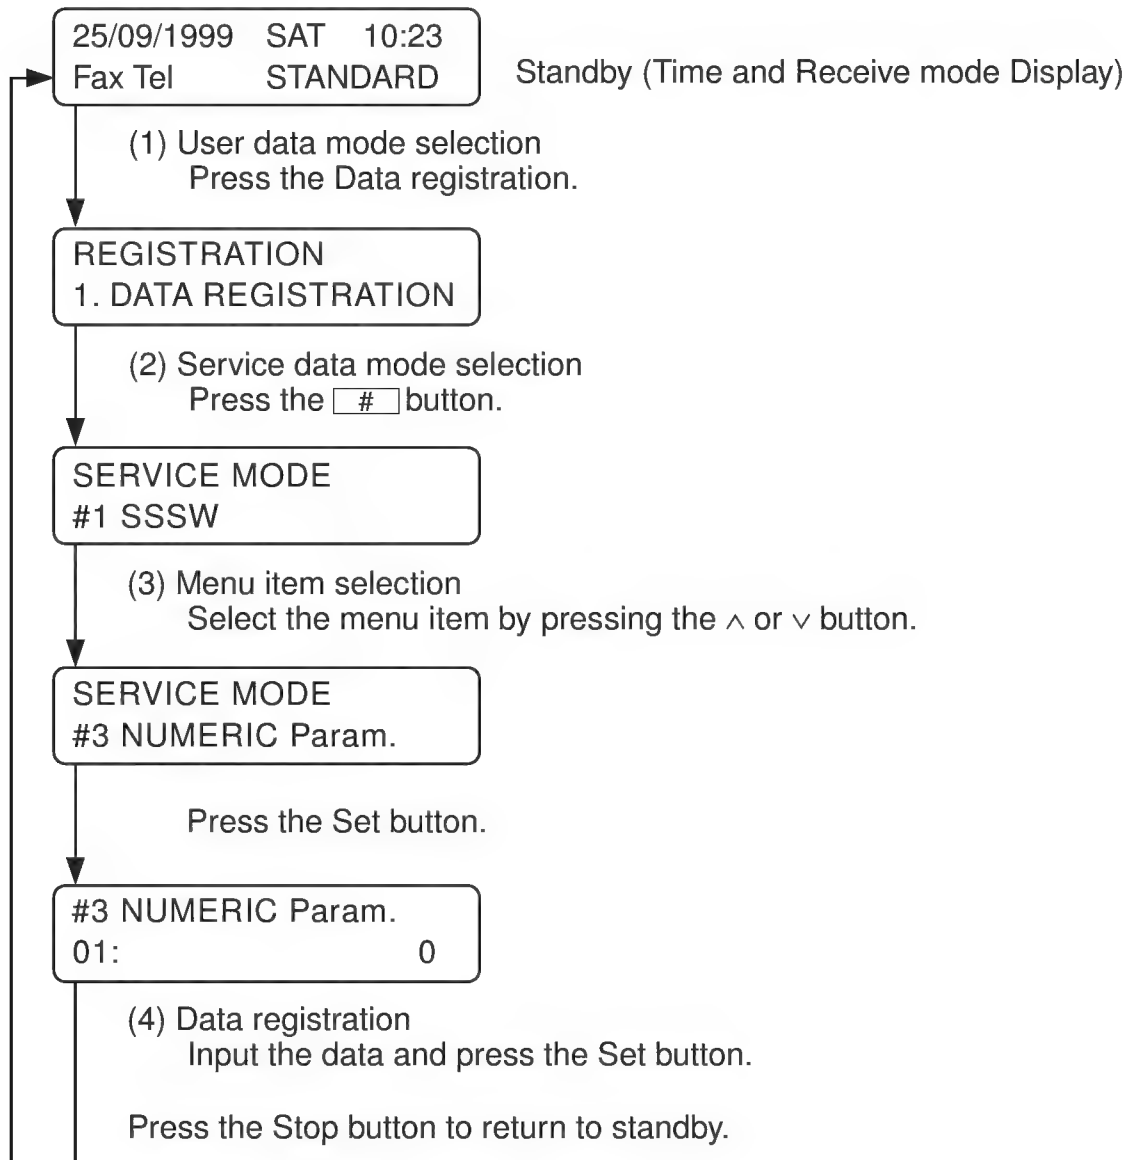 25/09/1999 SAT 10:23
Fax Tel STANDARD
Standby (Time and Receive mode Display)
(1) User data mode selection
Press the Data registration.
REGISTRATION
1. DATA REGISTRATION
(2) Service data mode selection
Press the # button.
SERVICE MODE
#1 SSSW
(3) Menu item selection
Select the menu item by pressing the ∧ or ∨ button.
SERVICE MODE
#3 NUMERIC Param.
Press the Set button.
#3 NUMERIC Param.
01: 0
(4) Data registration
Input the data and press the Set button.
Press the Stop button to return to standby.